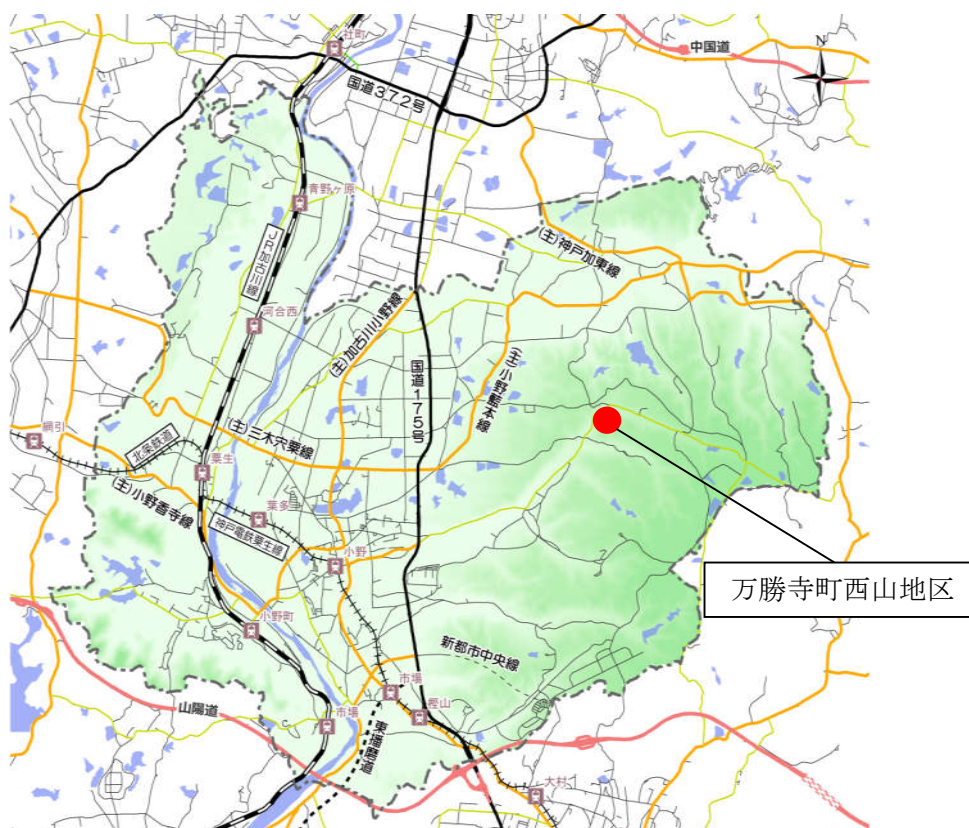 社町
中国道
N
国道372号
青野ヶ原
JR加古川線
(主)神戸加東線
河合西
(主)加古川小野線
国道175号
(主)小野藍本線
網引
北条鉄道
(主)三木宍粟線
粟生
(主)小野香寺線
葉多
神戸電鉄粟生線
小野
万勝寺町西山地区
小野町
新都市中央線
市場
山陽道
市場
樫山
東播磨道
大村